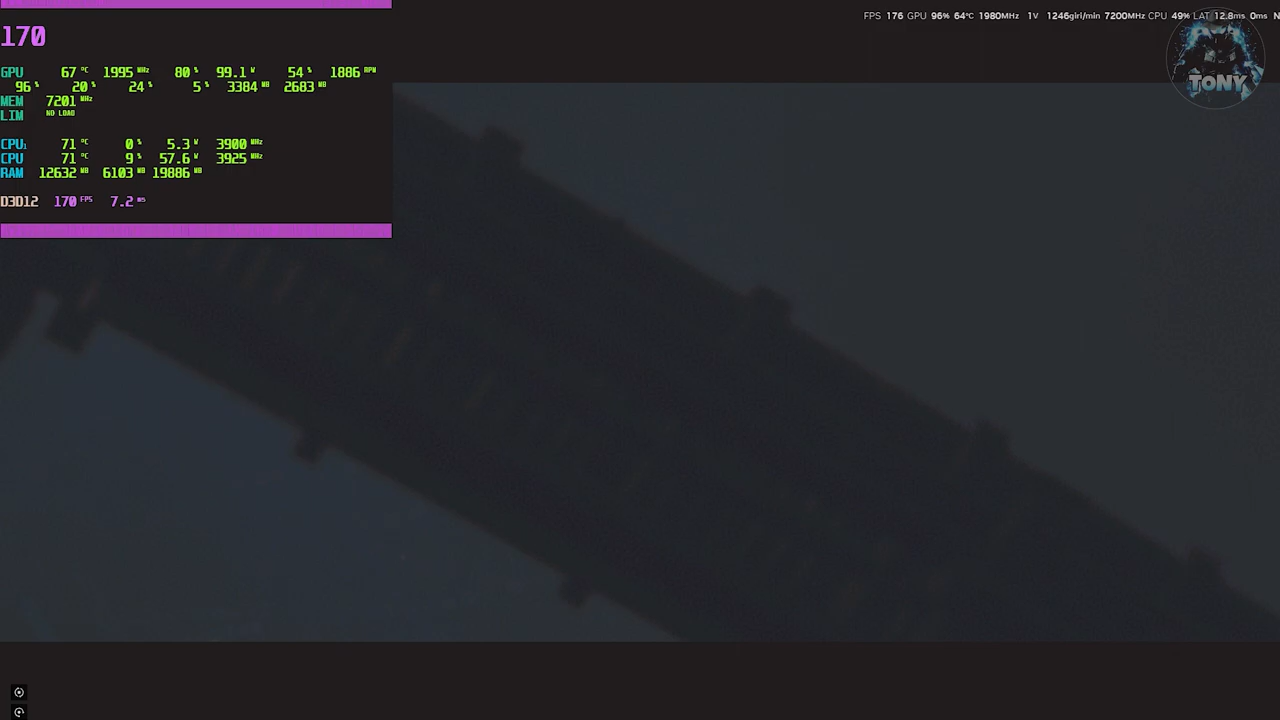 FPS 176 GPU 96% 64°C 1980MHz 1V 1246girl/min 7200MHz CPU 49% LAT 12.8ms 0ms N
TONY
170
GPU 67 °C 1995 MHz 80 % 99.1 W 54 % 1886 RPM
96 % 20 % 24 % 5 % 3384 MB 2683 MB
MEM 7201 MHz
LIM NO LOAD
CPU1 71 °C 0 % 5.3 W 3900 MHz
CPU 71 °C 9 % 57.6 W 3925 MHz
RAM 12632 MB 6103 MB 19886 MB
D3D12 170 FPS 7.2 ms